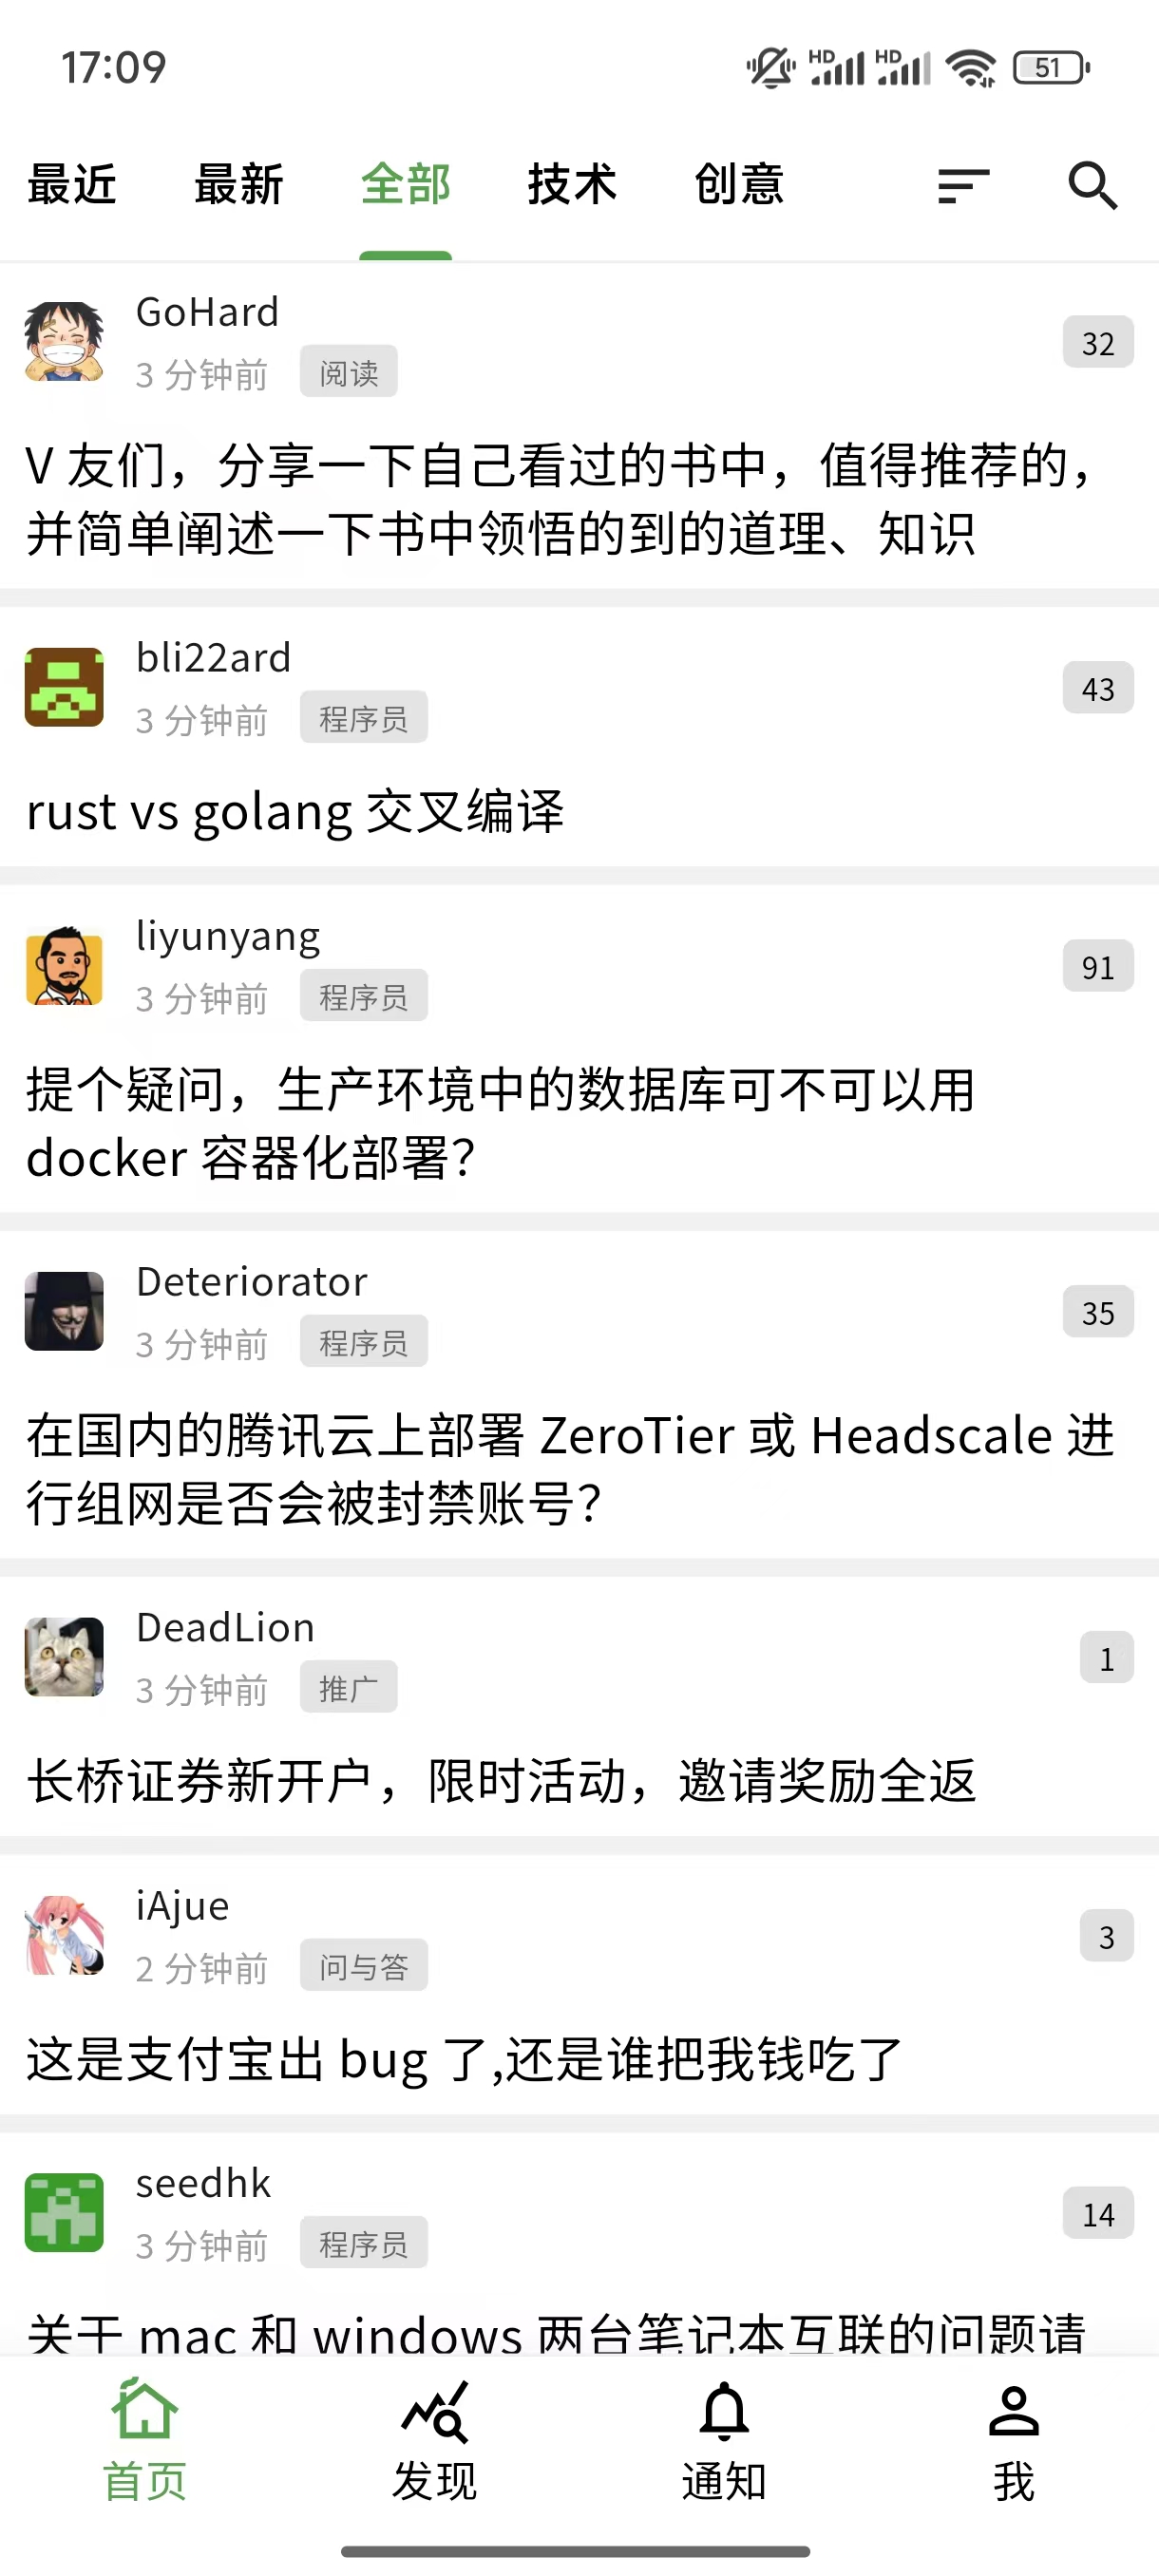 17:09
HD HD 51
最近 最新 全部 技术 创意
GoHard
32
3 分钟前 阅读
V 友们，分享一下自己看过的书中，值得推荐的，
并简单阐述一下书中领悟的到的道理、知识
bli22ard
43
3 分钟前 程序员
rust vs golang 交叉编译
liyunyang
91
3 分钟前 程序员
提个疑问，生产环境中的数据库可不可以用
docker 容器化部署？
Deteriorator
35
3 分钟前 程序员
在国内的腾讯云上部署 ZeroTier 或 Headscale 进
行组网是否会被封禁账号？
DeadLion
1
3 分钟前 推广
长桥证券新开户，限时活动，邀请奖励全返
iAjue
3
2 分钟前 问与答
这是支付宝出 bug 了,还是谁把我钱吃了
seedhk
14
3 分钟前 程序员
关于 mac 和 windows 两台笔记本互联的问题请
首页 发现 通知 我